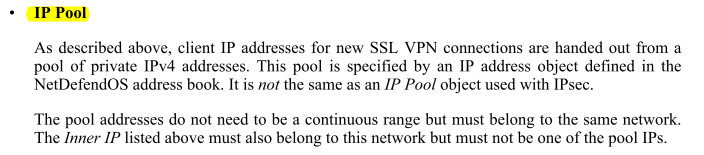 • IP Pool
As described above, client IP addresses for new SSL VPN connections are handed out from a
pool of private IPv4 addresses. This pool is specified by an IP address object defined in the
NetDefendOS address book. It is not the same as an IP Pool object used with IPsec.
The pool addresses do not need to be a continuous range but must belong to the same network.
The Inner IP listed above must also belong to this network but must not be one of the pool IPs.